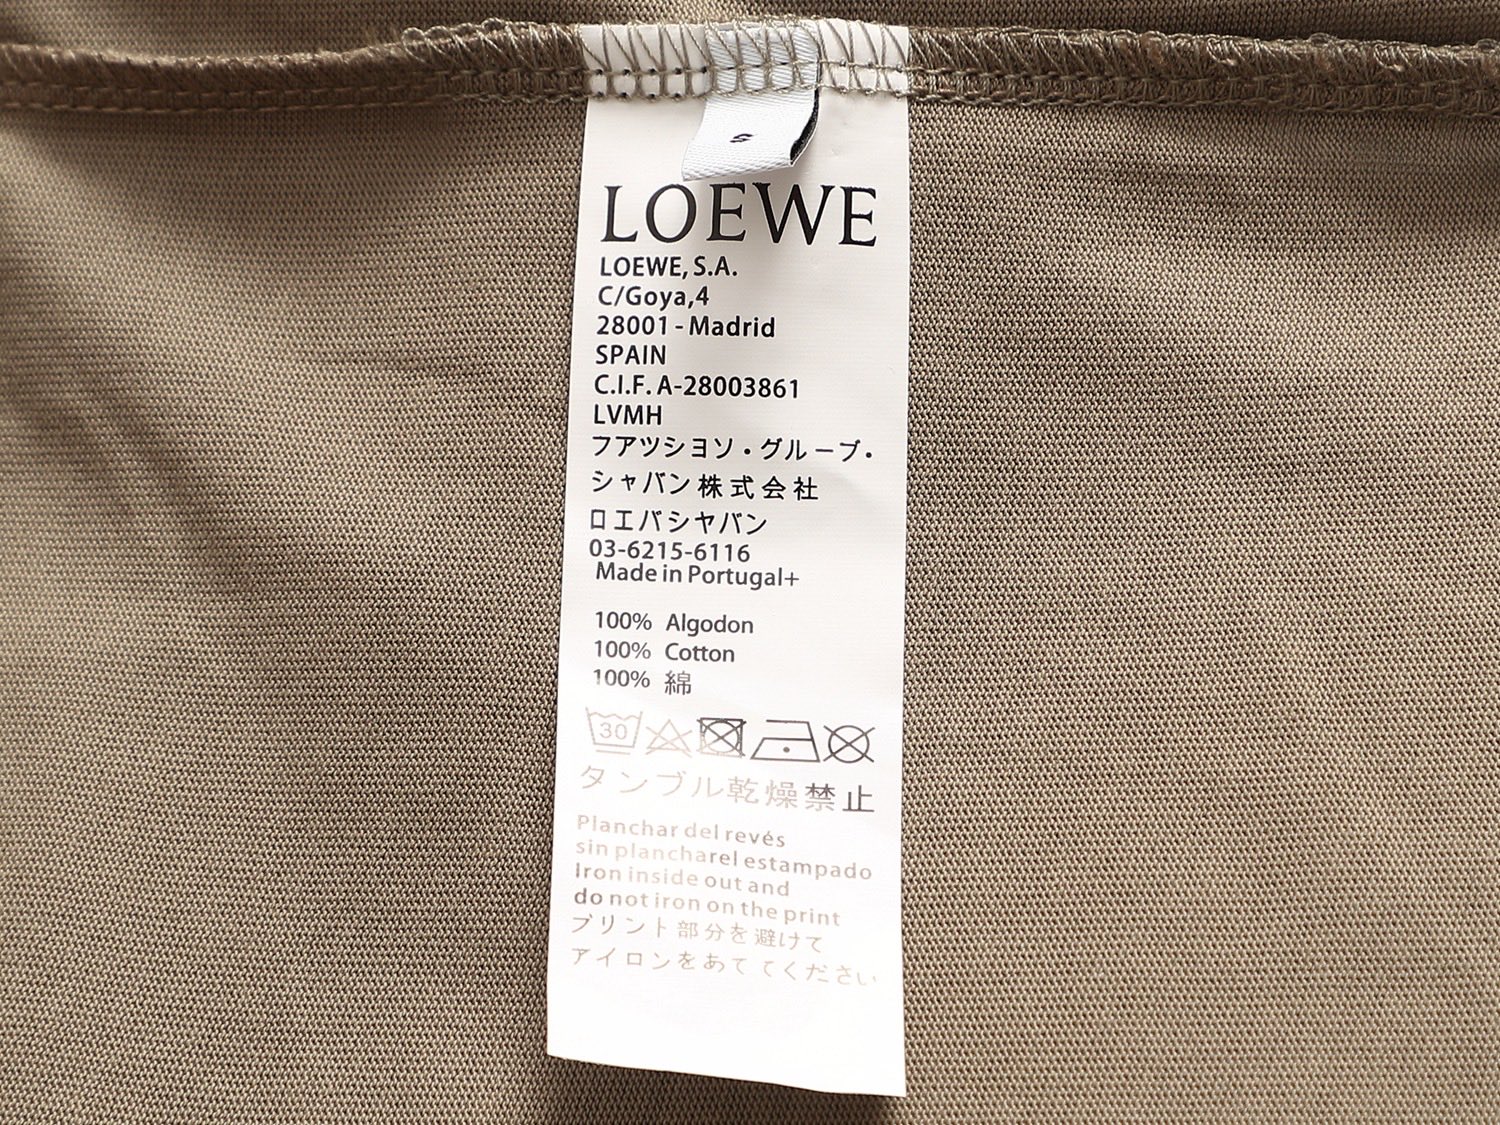 S
LOEWE
LOEWE, S.A.
C/Goya,4
28001 - Madrid
SPAIN
C.I.F. A-28003861
LVMH
フアツシヨソ・グループ・
シャバン株式会社
ロエバシヤバン
03-6215-6116
Made in Portugal+
100% Algodon
100% Cotton
100% 綿
30
タンブル乾燥禁止
Planchar del revés
sin plancharel estampado
Iron inside out and
do not iron on the print
プリント部分を避けて
アイロンをあててください